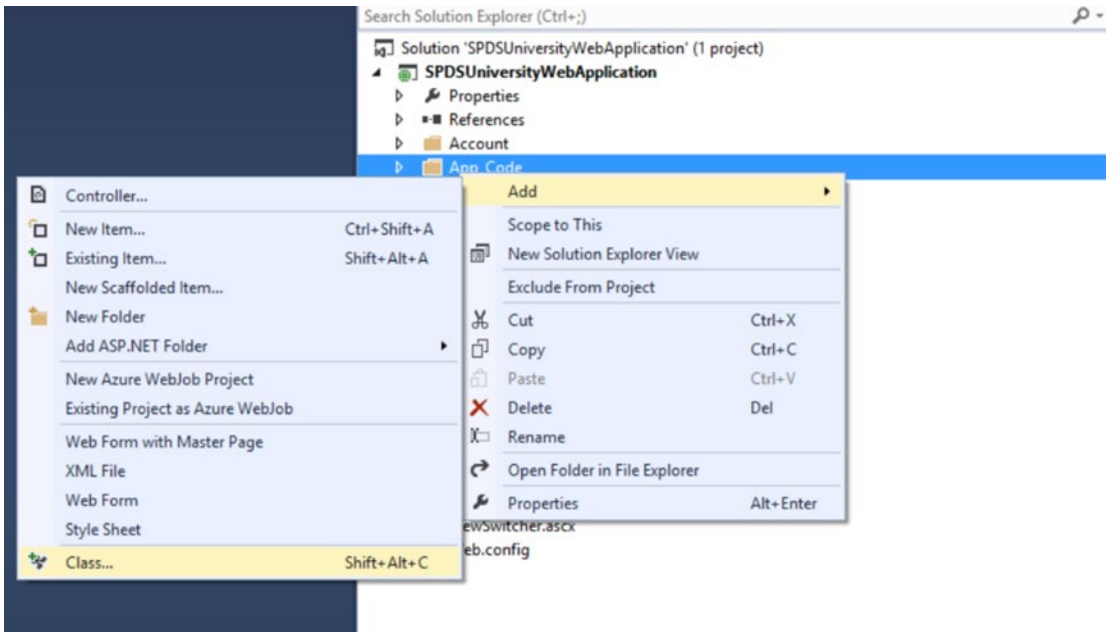 Search Solution Explorer (Ctrl+;)
Solution 'SPDSUniversityWebApplication' (1 project)
SPDSUniversityWebApplication
Properties
References
Account
App_Code
Add
Scope to This
New Solution Explorer View
Exclude From Project
Cut Ctrl+X
Copy Ctrl+C
Paste Ctrl+V
Delete Del
Rename
Open Folder in File Explorer
Properties Alt+Enter
ewSwitcher.ascx
eb.config
Controller...
New Item... Ctrl+Shift+A
Existing Item... Shift+Alt+A
New Scaffolded Item...
New Folder
Add ASP.NET Folder
New Azure WebJob Project
Existing Project as Azure WebJob
Web Form with Master Page
XML File
Web Form
Style Sheet
Class... Shift+Alt+C